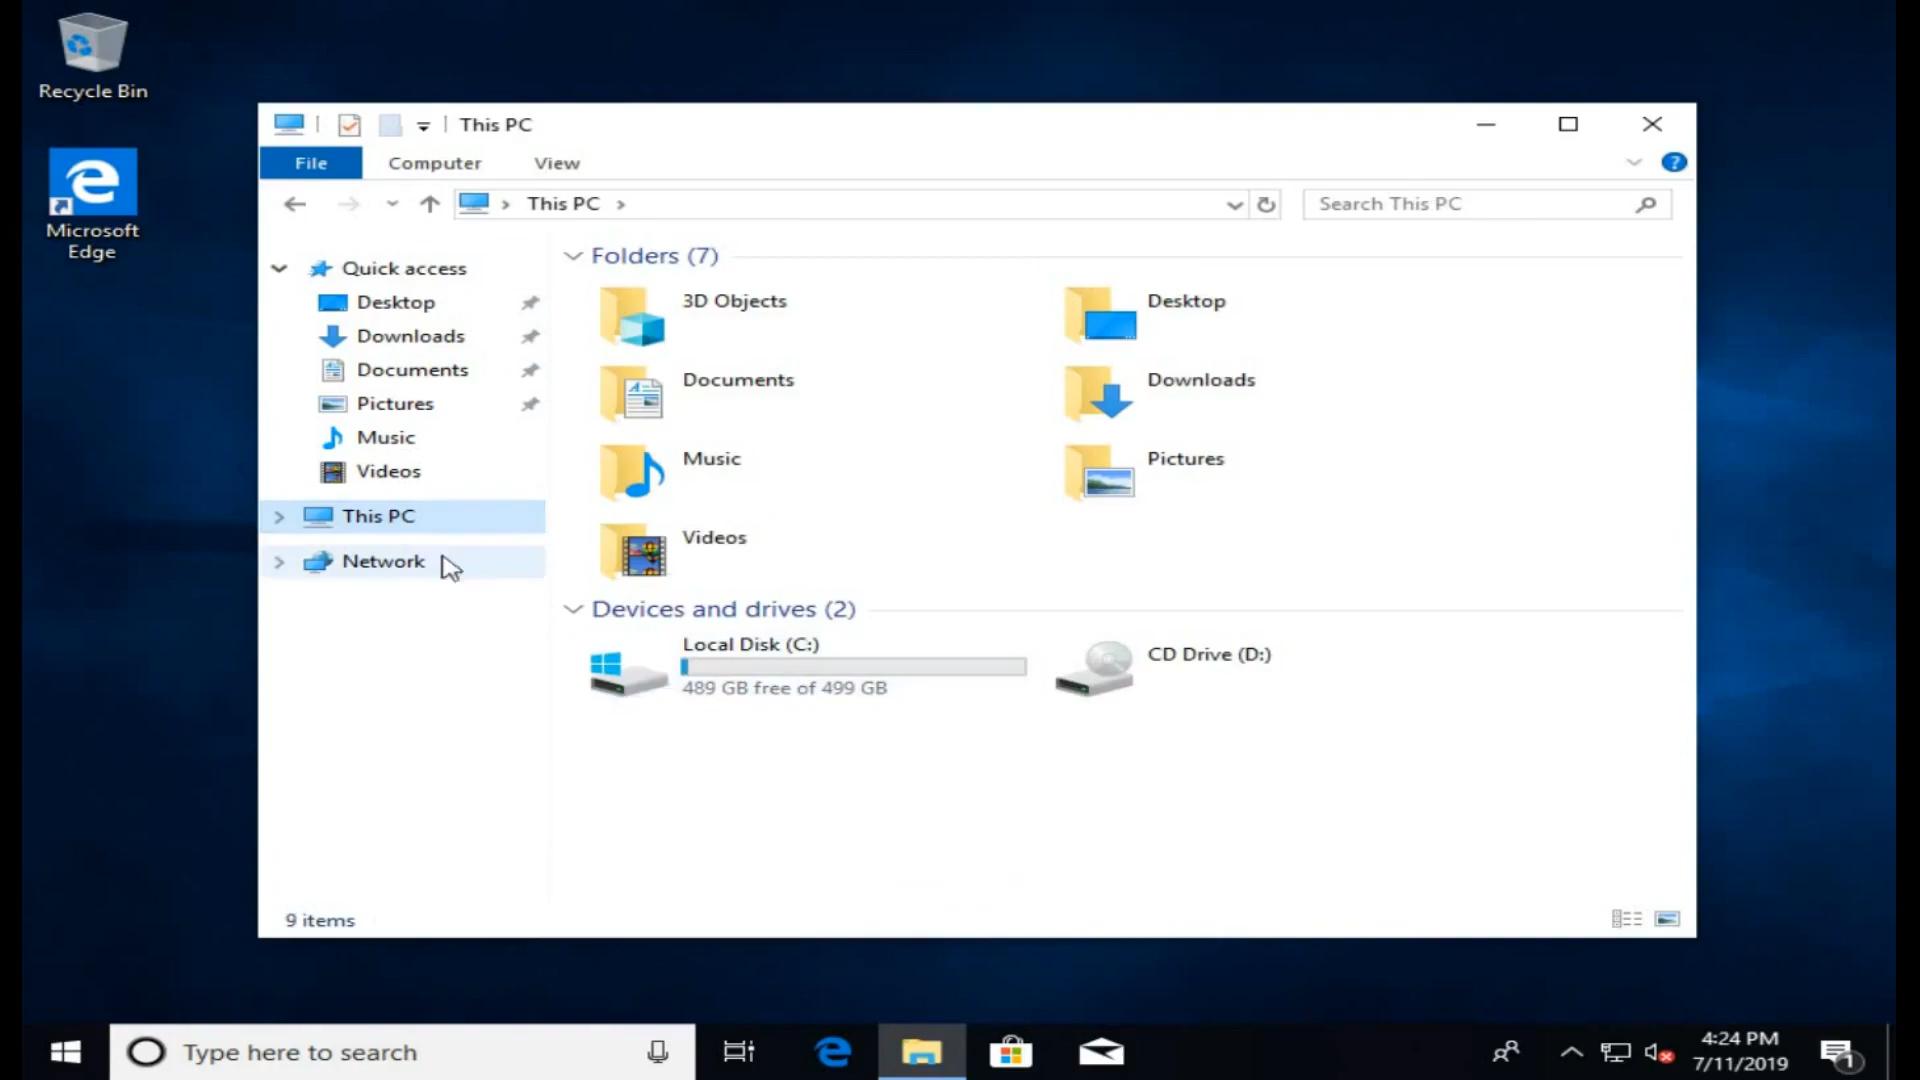 Recycle Bin
Microsoft
Edge
This PC
File
Computer
View
?
This PC
Search This PC
Quick access
Desktop
Downloads
Documents
Pictures
Music
Videos
This PC
Network
Folders (7)
3D Objects
Desktop
Documents
Downloads
Music
Pictures
Videos
Devices and drives (2)
Local Disk (C:)
489 GB free of 499 GB
CD Drive (D:)
9 items
Type here to search
4:24 PM
7/11/2019
1